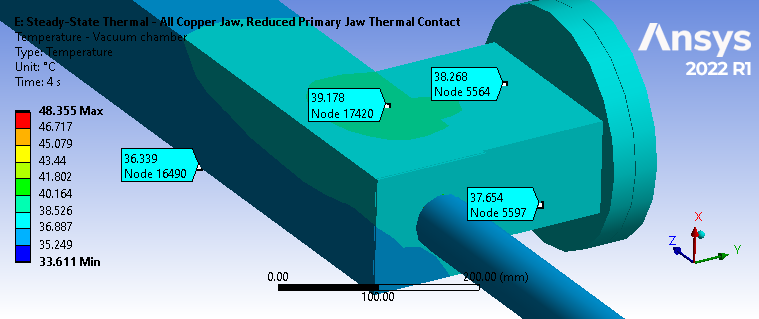 E: Steady-State Thermal - All Copper Jaw, Reduced Primary Jaw Thermal Contact
Temperature - Vacuum chamber
Type: Temperature
Unit: °C
Time: 4 s
Ansys
2022 R1
48.355 Max
46.717
45.079
43.44
41.802
40.164
38.526
36.887
35.249
33.611 Min
39.178
Node 17420
38.268
Node 5564
36.339
Node 16490
37.654
Node 5597
0.00
200.00 (mm)
100.00
X
Y
Z